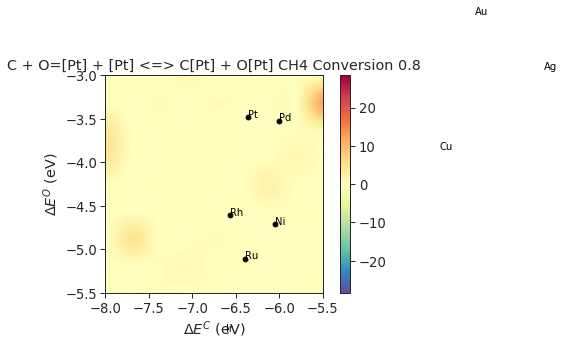 Au
C + O=[Pt] + [Pt] <=> C[Pt] + O[Pt] CH4 Conversion 0.8
Ag
−3.0
−3.5
−4.0
−4.5
−5.0
−5.5
ΔE^O (eV)
Pt
Pd
Rh
Ni
Ru
Cu
20
10
0
−10
−20
−8.0 −7.5 −7.0 −6.5 −6.0 −5.5
ΔE^C (eV)
Ir